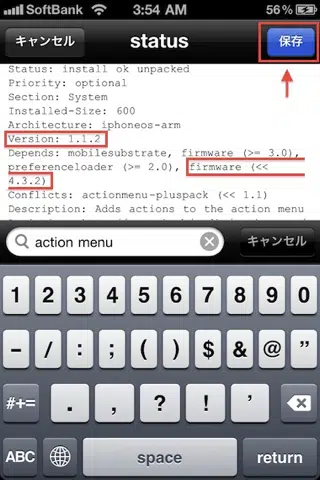 SoftBank 3:54 AM 56%
キャンセル status 保存
Status: install ok unpacked
Priority: optional
Section: System
Installed-Size: 600
Architecture: iphoneos-arm
Version: 1.1.2
Depends: mobilesubstrate, firmware (>= 3.0),
preferenceloader (>= 2.0), firmware (<<
4.3.2)
Conflicts: actionmenu-pluspack (<< 1.1)
Description: Adds actions to the action menu
action menu キャンセル
1 2 3 4 5 6 7 8 9 0
- / : ; ( ) $ & @ "
#+= . , ? ! '
ABC space return